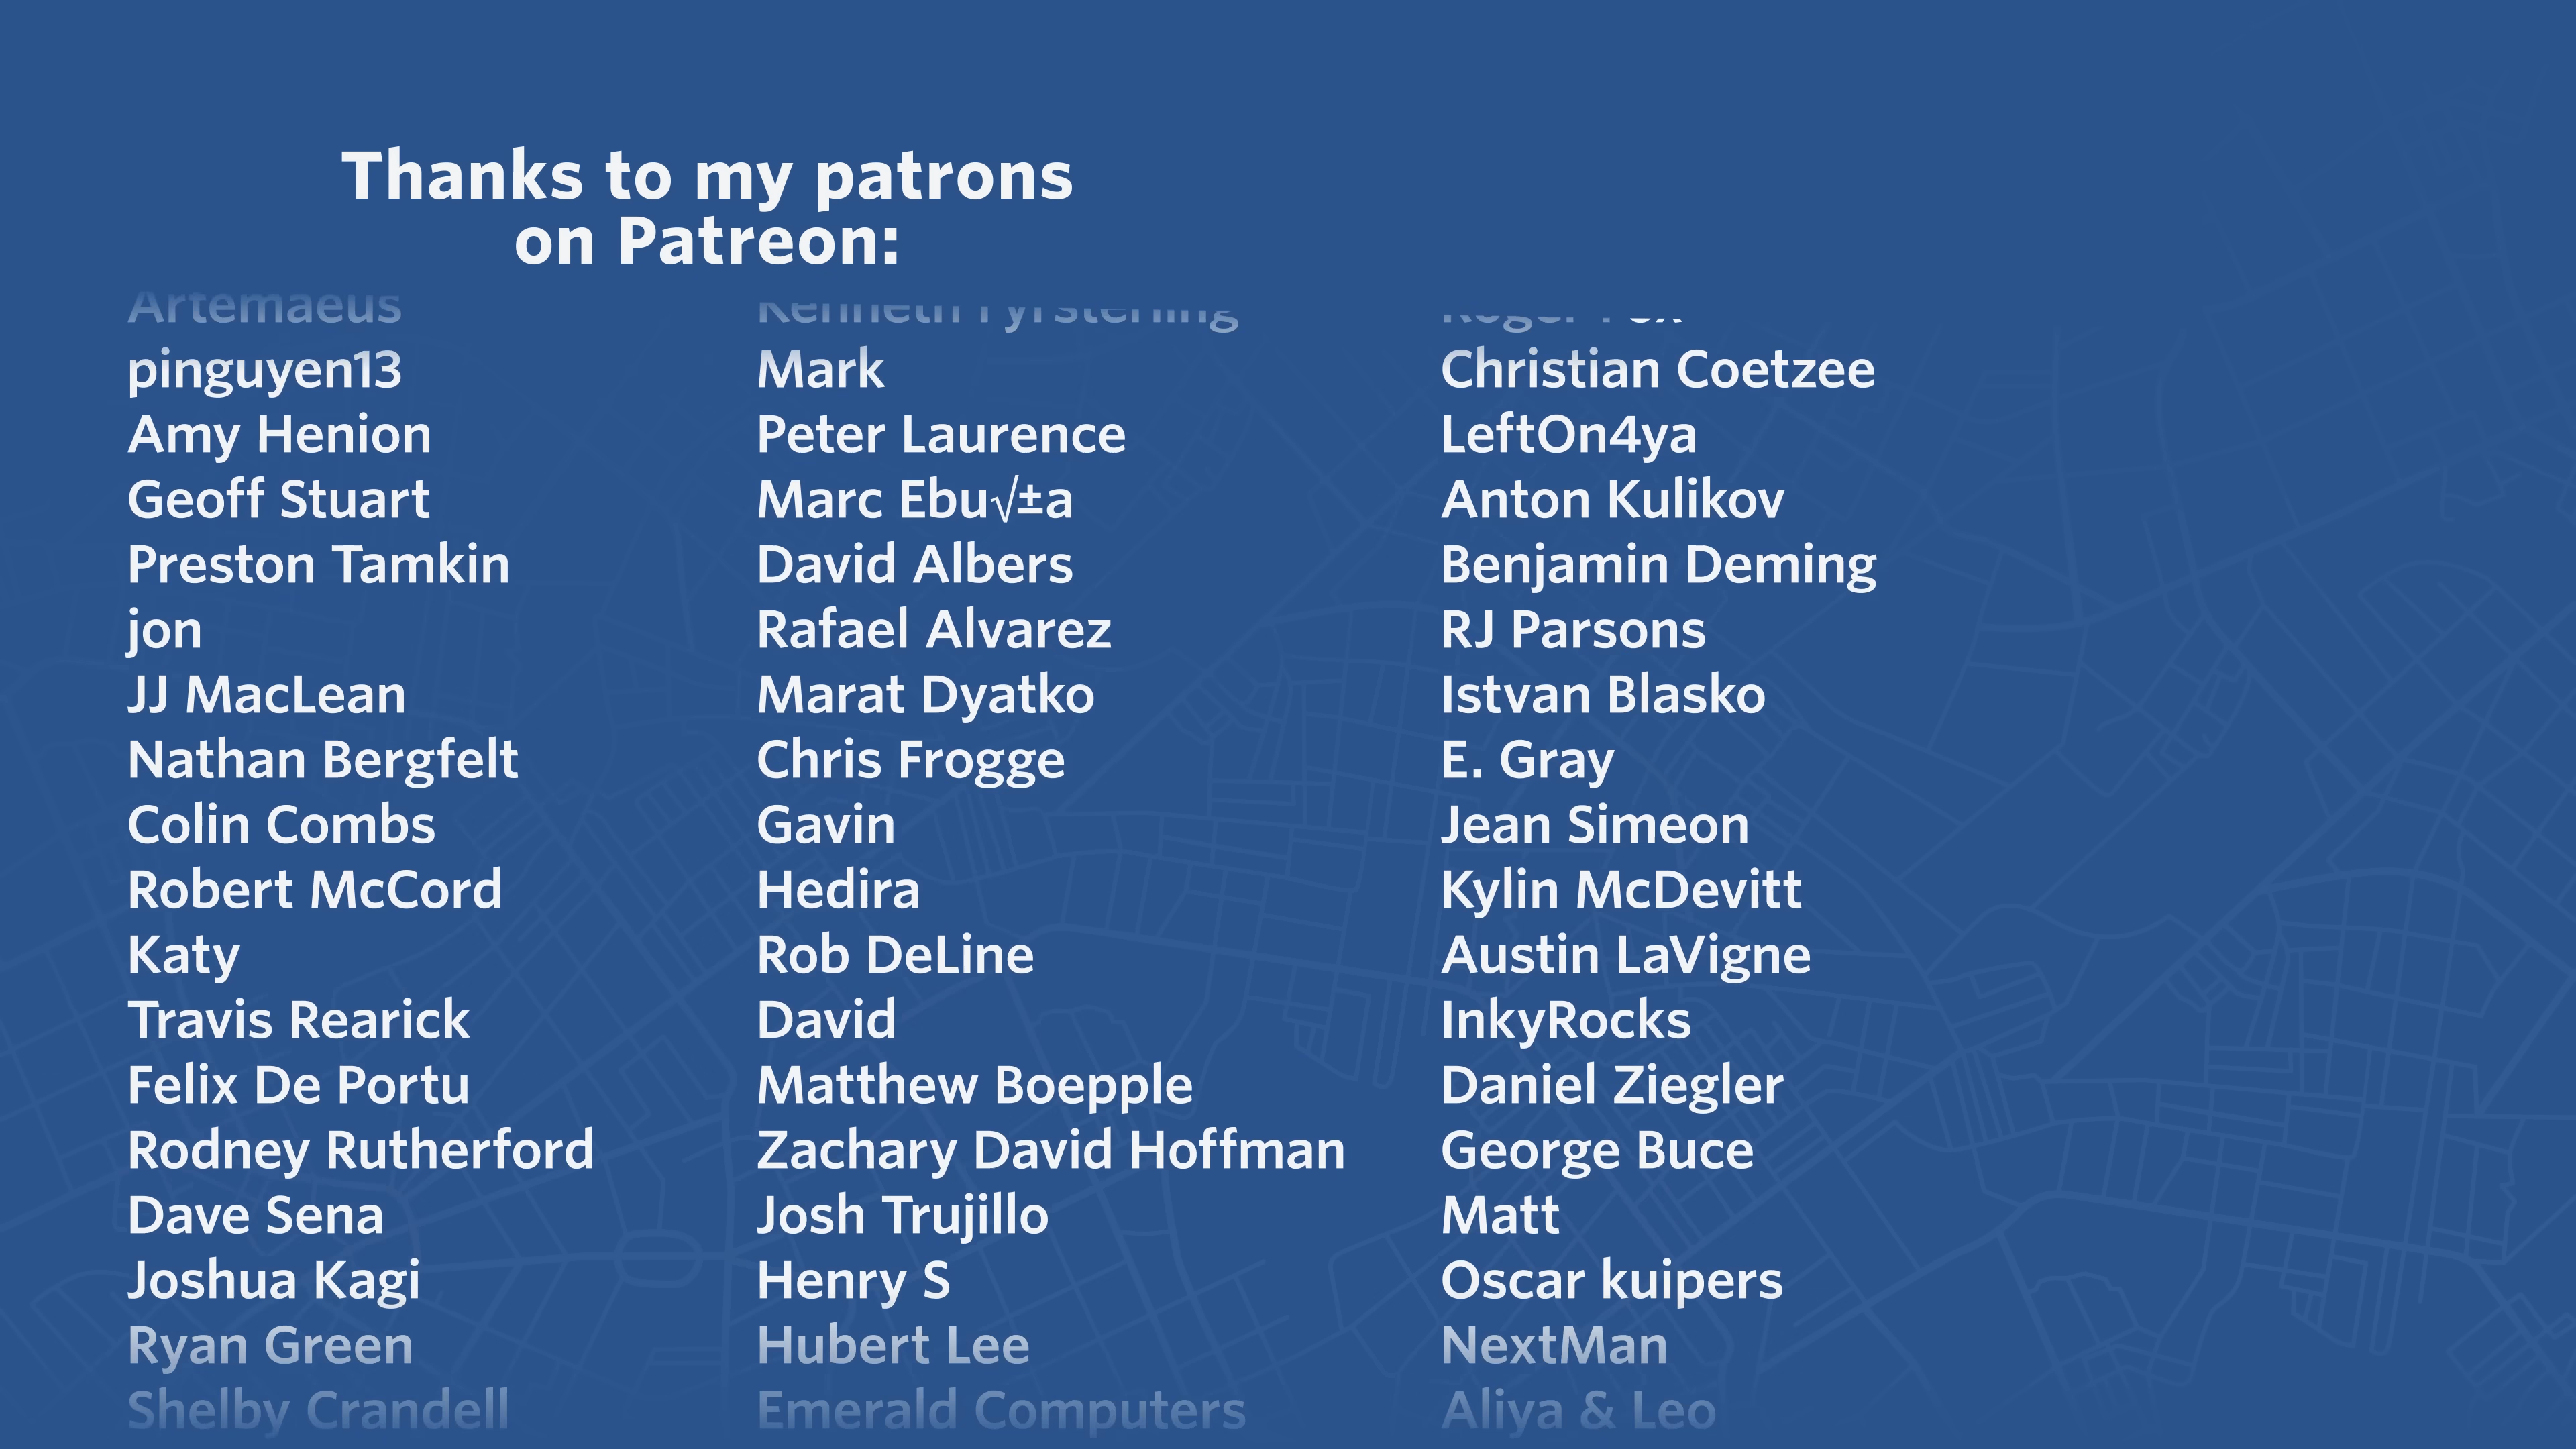 Thanks to my patrons
on Patreon:
Artemaeus
pinguyen13
Amy Henion
Geoff Stuart
Preston Tamkin
jon
JJ MacLean
Nathan Bergfelt
Colin Combs
Robert McCord
Katy
Travis Rearick
Felix De Portu
Rodney Rutherford
Dave Sena
Joshua Kagi
Ryan Green
Shelby Crandell
Kenneth
Mark
Peter Laurence
Marc Ebu√±a
David Albers
Rafael Alvarez
Marat Dyatko
Chris Frogge
Gavin
Hedira
Rob DeLine
David
Matthew Boepple
Zachary David Hoffman
Josh Trujillo
Henry S
Hubert Lee
Emerald Computers
Christian Coetzee
LeftOn4ya
Anton Kulikov
Benjamin Deming
RJ Parsons
Istvan Blasko
E. Gray
Jean Simeon
Kylin McDevitt
Austin LaVigne
InkyRocks
Daniel Ziegler
George Buce
Matt
Oscar kuipers
NextMan
Aliya & Leo